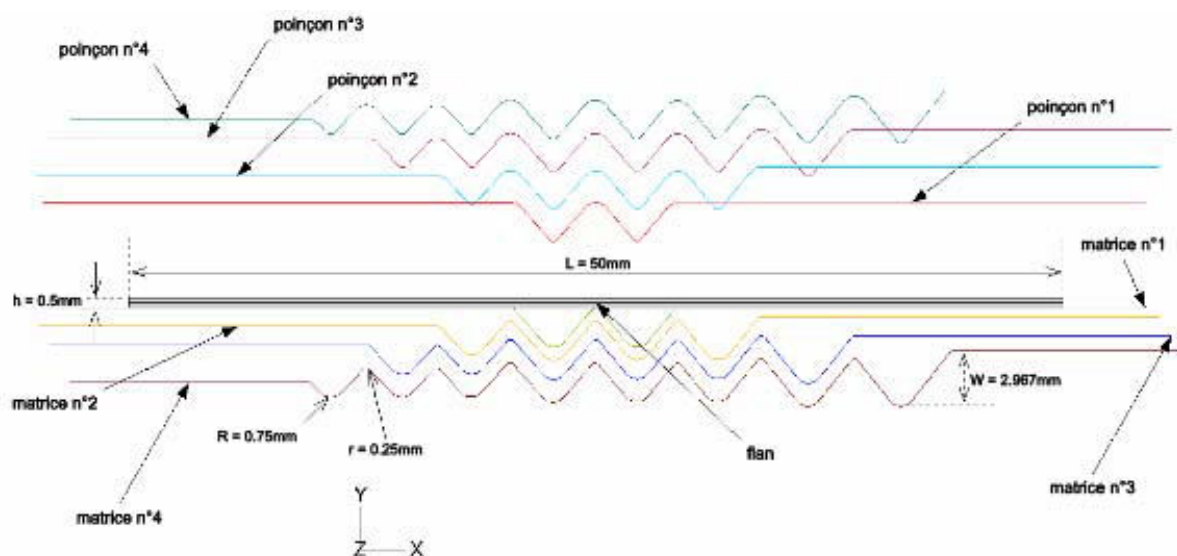 poinçon n°3
poinçon n°4
poinçon n°2
poinçon n°1
matrice n°1
L = 50mm
h = 0.5mm
W = 2.967mm
matrice n°2
R = 0.75mm
r = 0.25mm
flan
matrice n°3
matrice n°4
Y
Z X